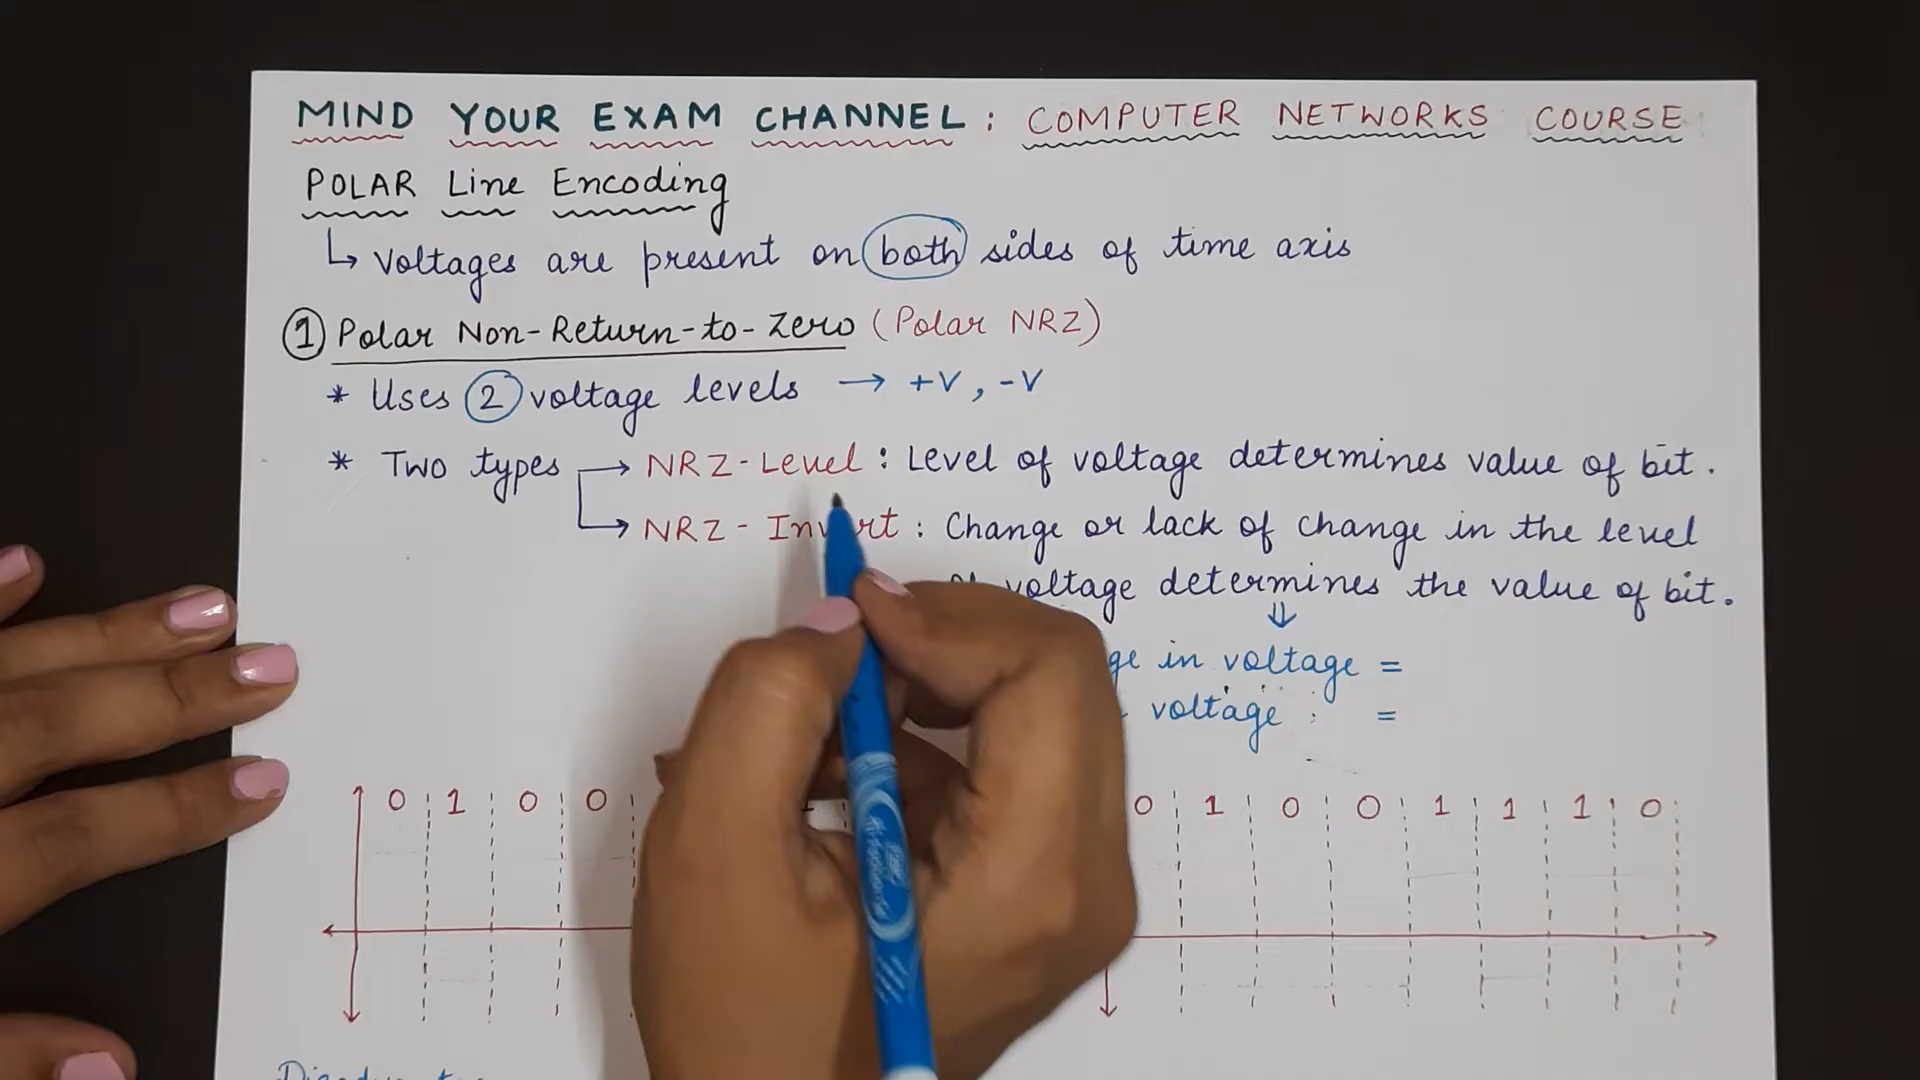 MIND YOUR EXAM CHANNEL : COMPUTER NETWORKS COURSE
POLAR Line Encoding
↳ Voltages are present on both sides of time axis
1 Polar Non-Return-to-Zero (Polar NRZ)
* Uses 2 voltage levels → +V, -V
* Two types → NRZ-Level : Level of voltage determines value of bit.
→ NRZ - Invert : Change or lack of change in the level
voltage determines the value of bit.
⇓
in voltage =
voltage : =
0 1 0 0
0 1 0 0 1 1 1 0